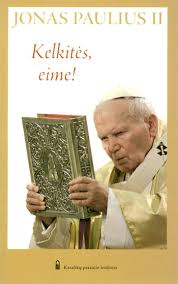 JONAS PAULIUS II
Kelkitės,
eime!
Katalikų pasaulio leidiniai